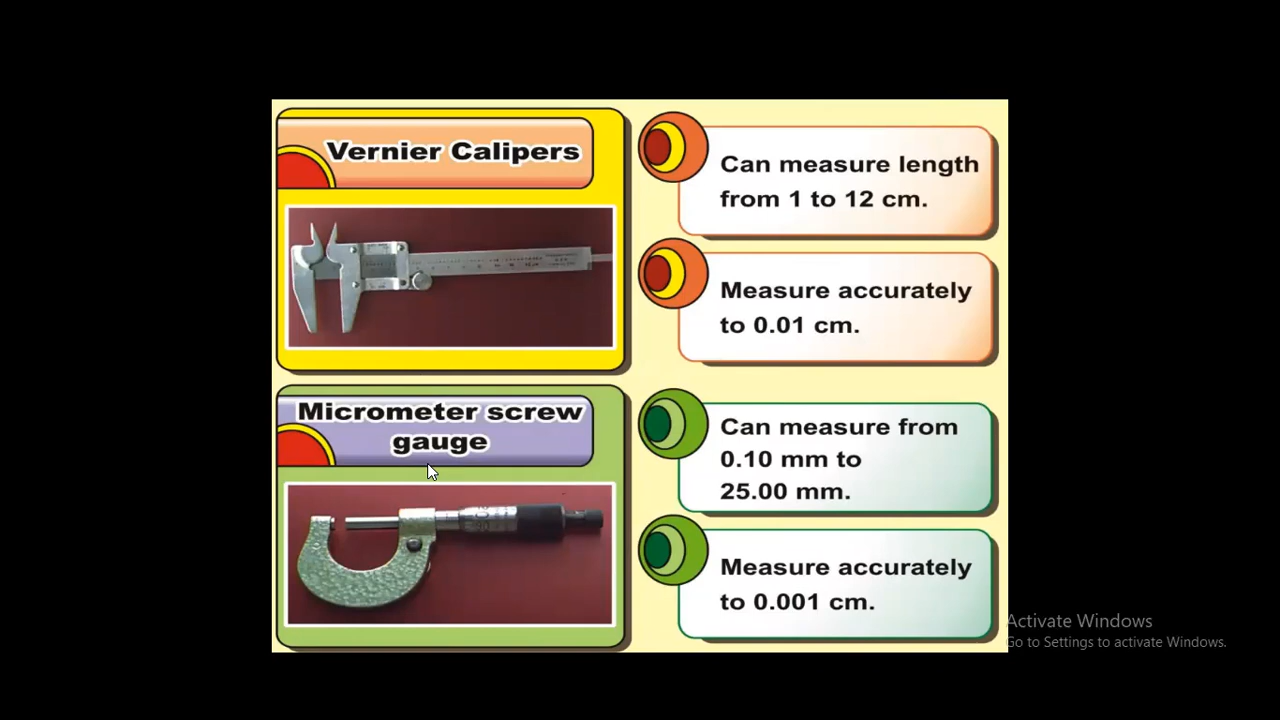 Vernier Calipers
Can measure length
from 1 to 12 cm.
Measure accurately
to 0.01 cm.
Micrometer screw
gauge
Can measure from
0.10 mm to
25.00 mm.
Measure accurately
to 0.001 cm.
Activate Windows
Go to Settings to activate Windows.